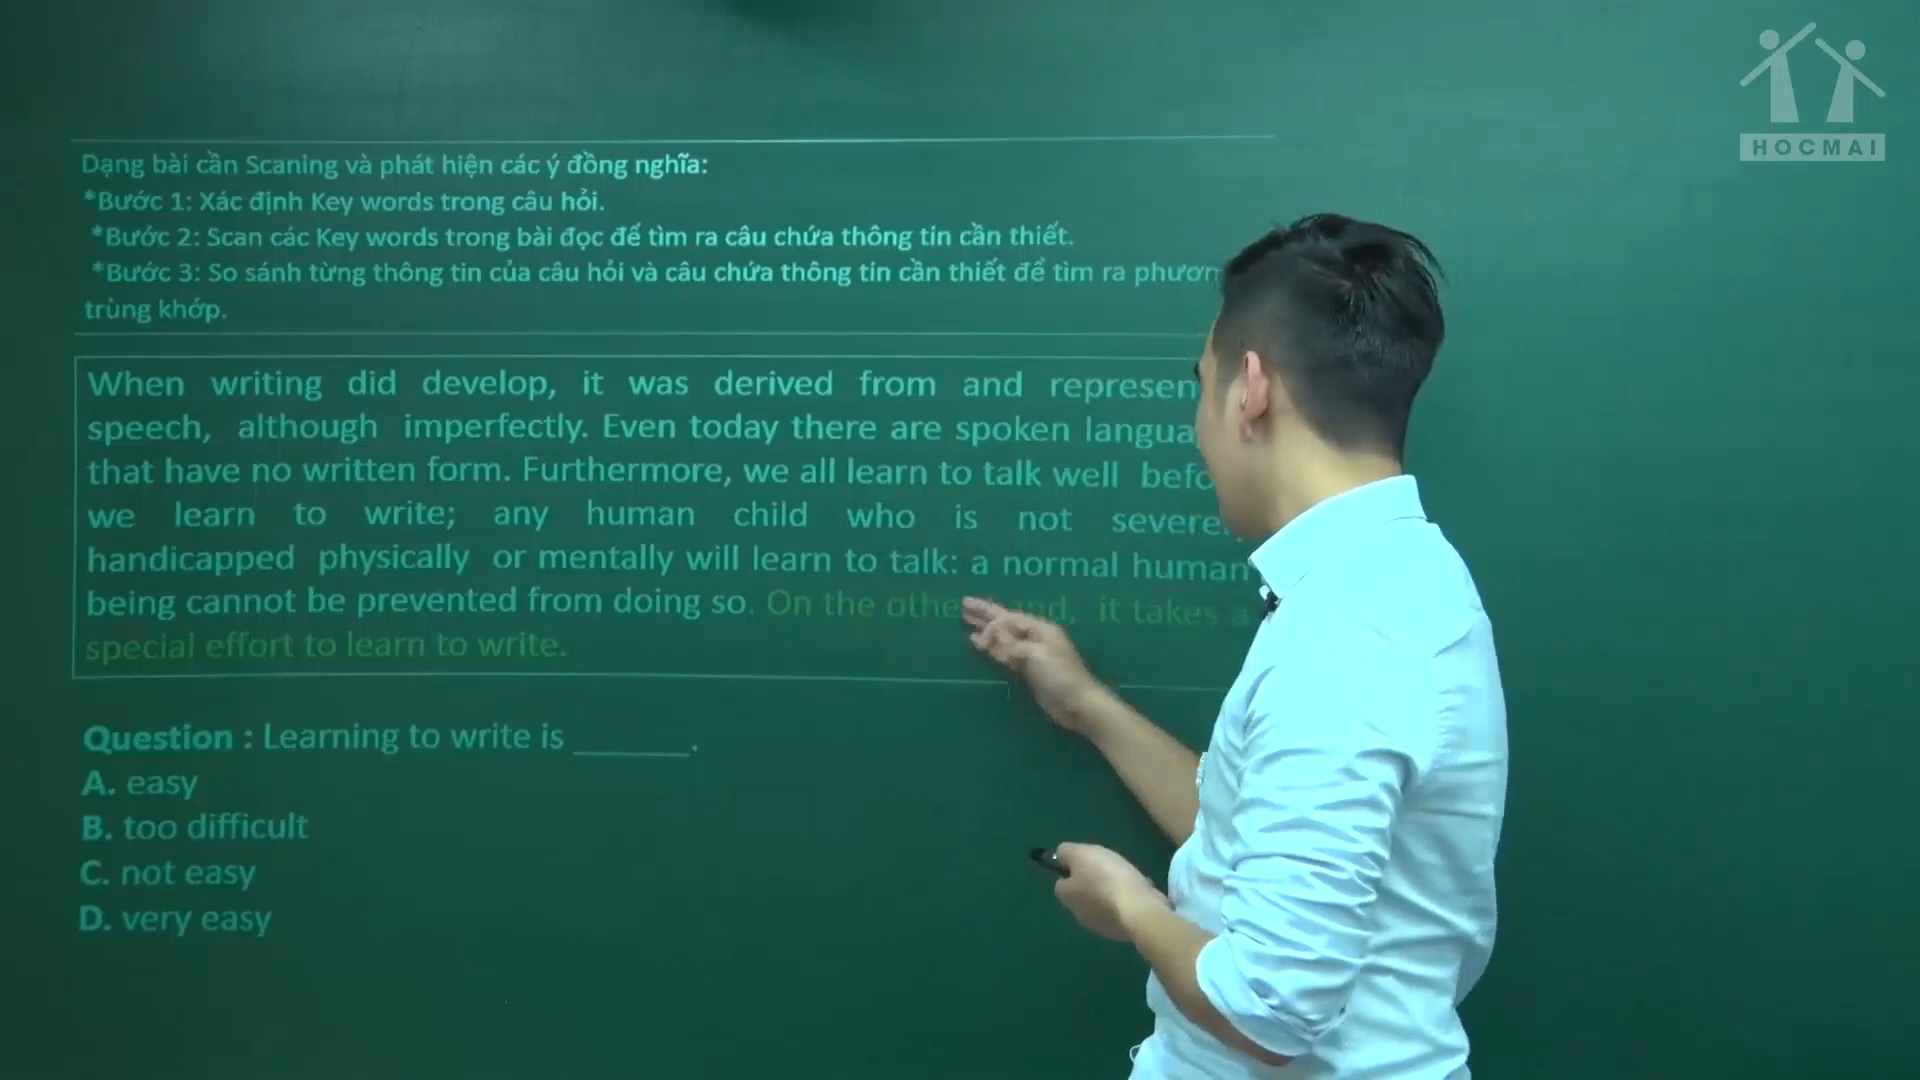 HOCMAI
Dạng bài cần Scaning và phát hiện các ý đồng nghĩa:
*Bước 1: Xác định Key words trong câu hỏi.
*Bước 2: Scan các Key words trong bài đọc để tìm ra câu chứa thông tin cần thiết.
*Bước 3: So sánh từng thông tin của câu hỏi và câu chứa thông tin cần thiết để tìm ra
trùng khớp.
When writing did develop, it was derived from and
speech, although imperfectly. Even today there are spoken
that have no written form. Furthermore, we all learn to talk well
we learn to write; any human child who is not
handicapped physically or mentally will learn to talk: a normal human
being cannot be prevented from doing so. On the it takes a
special effort to learn to write.
Question : Learning to write is ______.
A. easy
B. too difficult
C. not easy
D. very easy